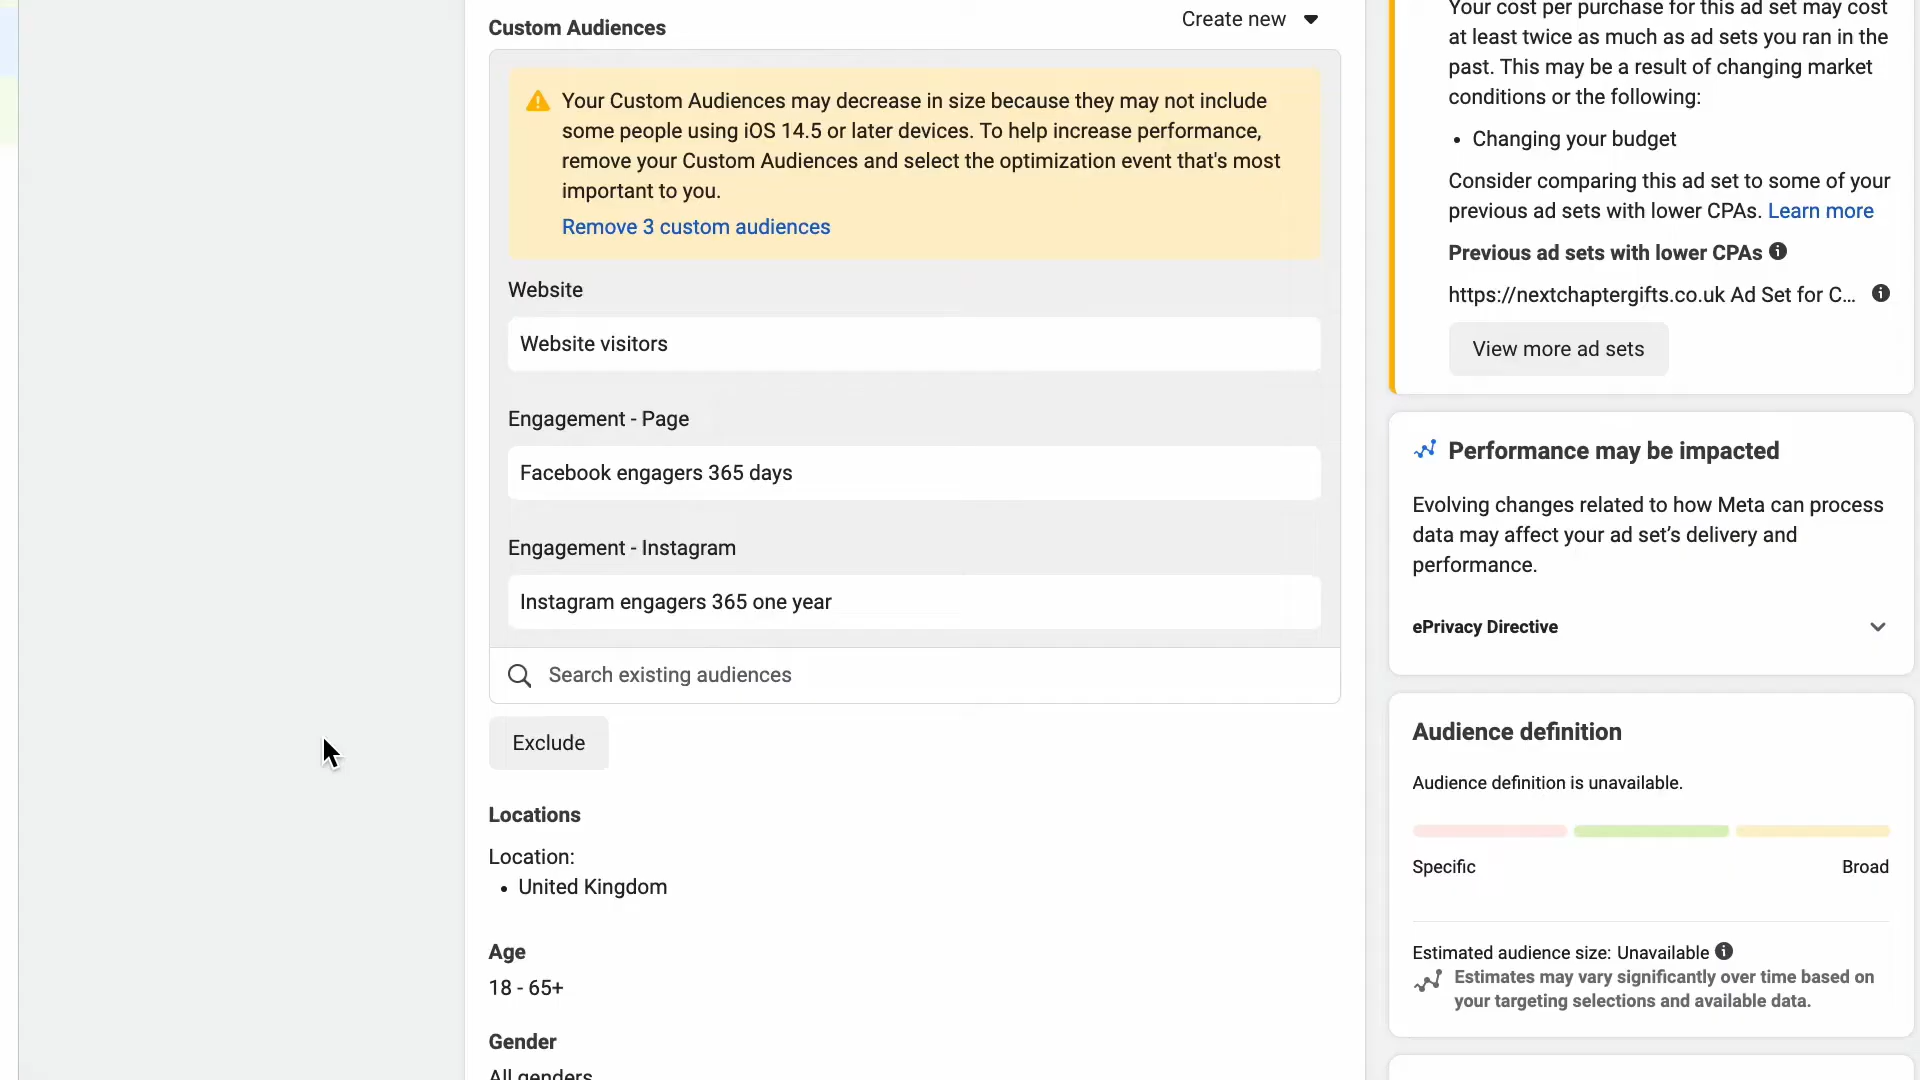 Custom Audiences
Create new
Your Custom Audiences may decrease in size because they may not include
some people using iOS 14.5 or later devices. To help increase performance,
remove your Custom Audiences and select the optimization event that's most
important to you.
Remove 3 custom audiences
Website
Website visitors
Engagement - Page
Facebook engagers 365 days
Engagement - Instagram
Instagram engagers 365 one year
Search existing audiences
Exclude
Locations
Location:
• United Kingdom
Age
18 - 65+
Gender
All genders
Your cost per purchase for this ad set may cost
at least twice as much as ad sets you ran in the
past. This may be a result of changing market
conditions or the following:
• Changing your budget
Consider comparing this ad set to some of your
previous ad sets with lower CPAs. Learn more
Previous ad sets with lower CPAs
https://nextchaptergifts.co.uk Ad Set for C...
View more ad sets
Performance may be impacted
Evolving changes related to how Meta can process
data may affect your ad set’s delivery and
performance.
ePrivacy Directive
Audience definition
Audience definition is unavailable.
Specific
Broad
Estimated audience size: Unavailable
Estimates may vary significantly over time based on
your targeting selections and available data.